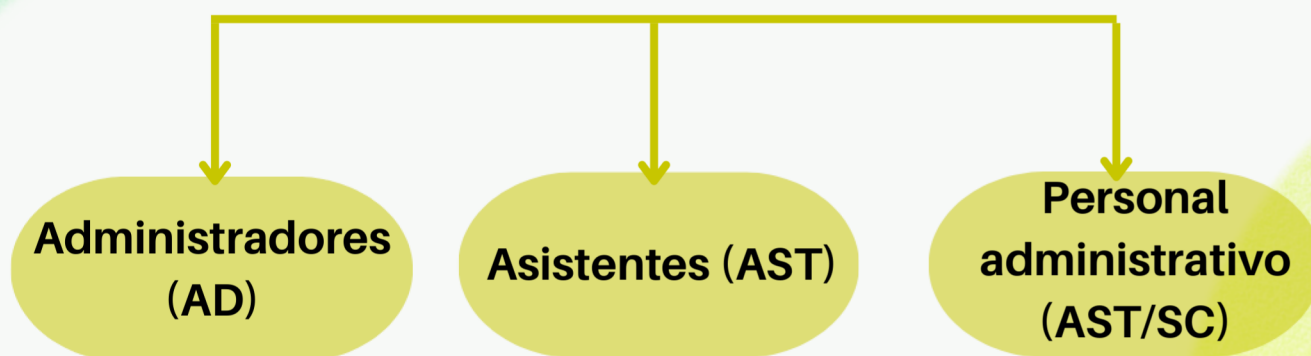 Administradores
(AD)
Asistentes (AST)
Personal
administrativo
(AST/SC)